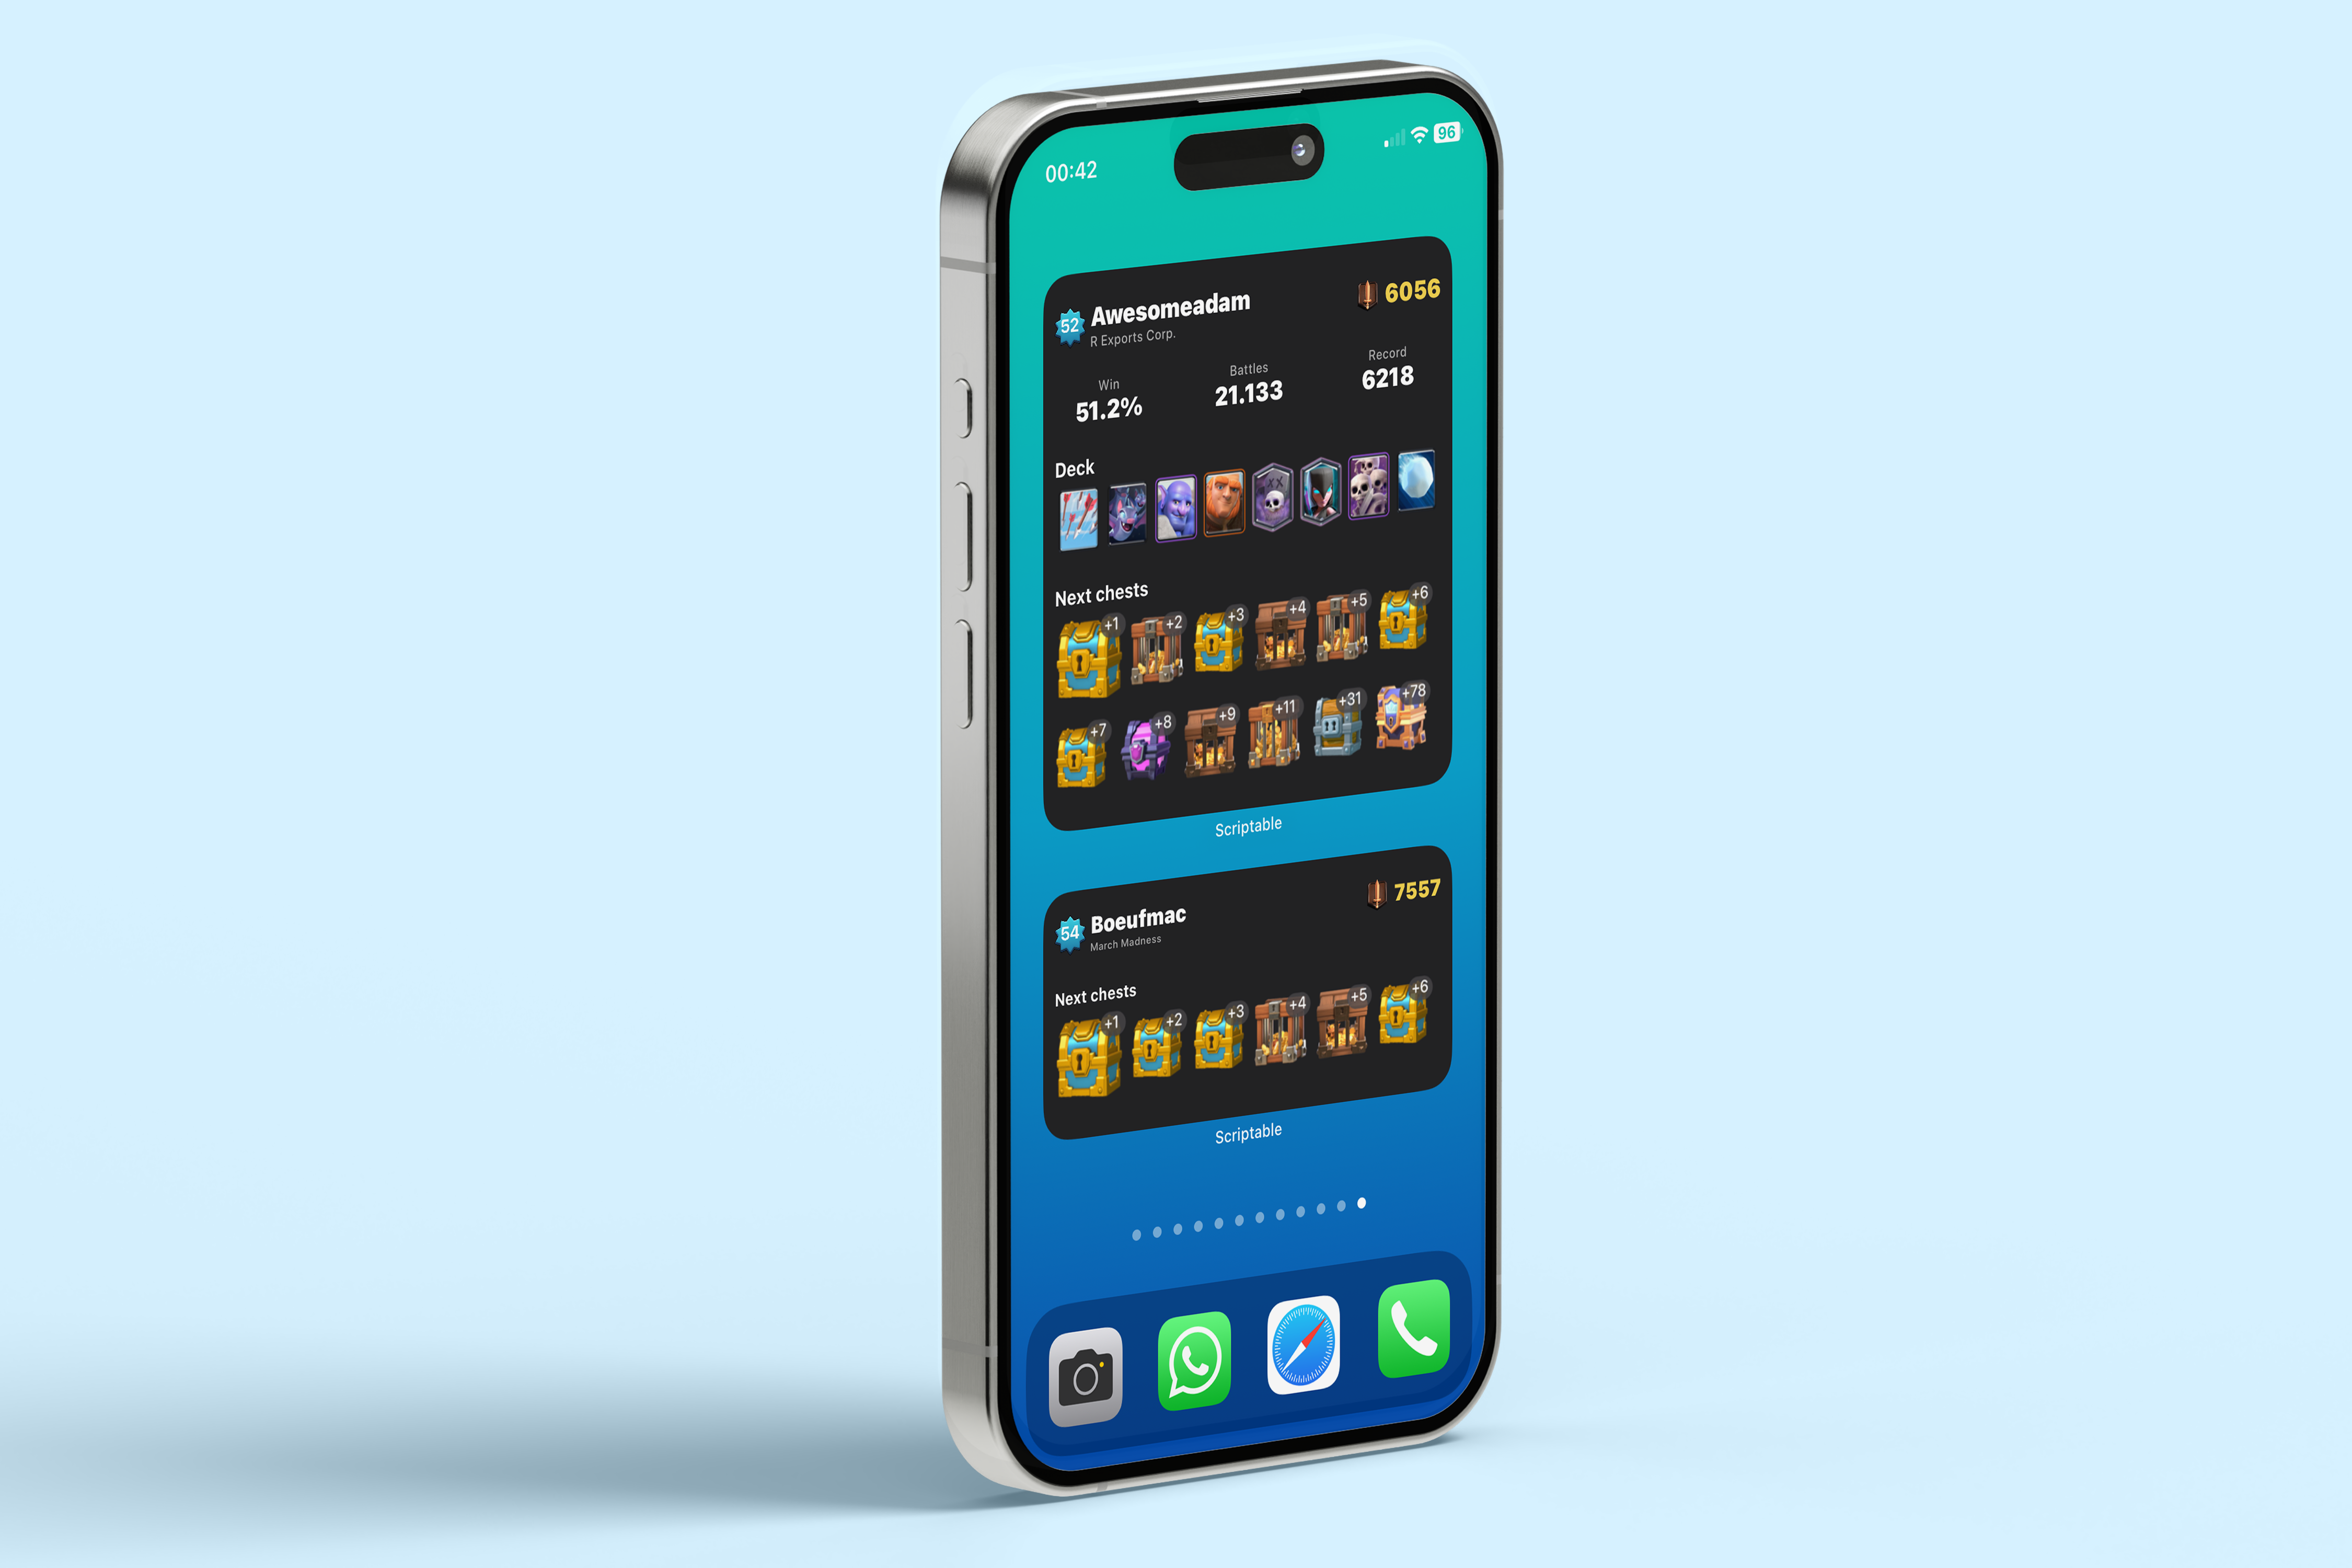 00:42
96
52 Awesomeadam 6056
R Exports Corp.
Win Battles Record
51.2% 21.133 6218
Deck
Next chests
+1 +2 +3 +4 +5 +6
+7 +8 +9 +11 +31 +78
Scriptable
54 Boeufmac 7557
March Madness
Next chests
+1 +2 +3 +4 +5 +6
Scriptable